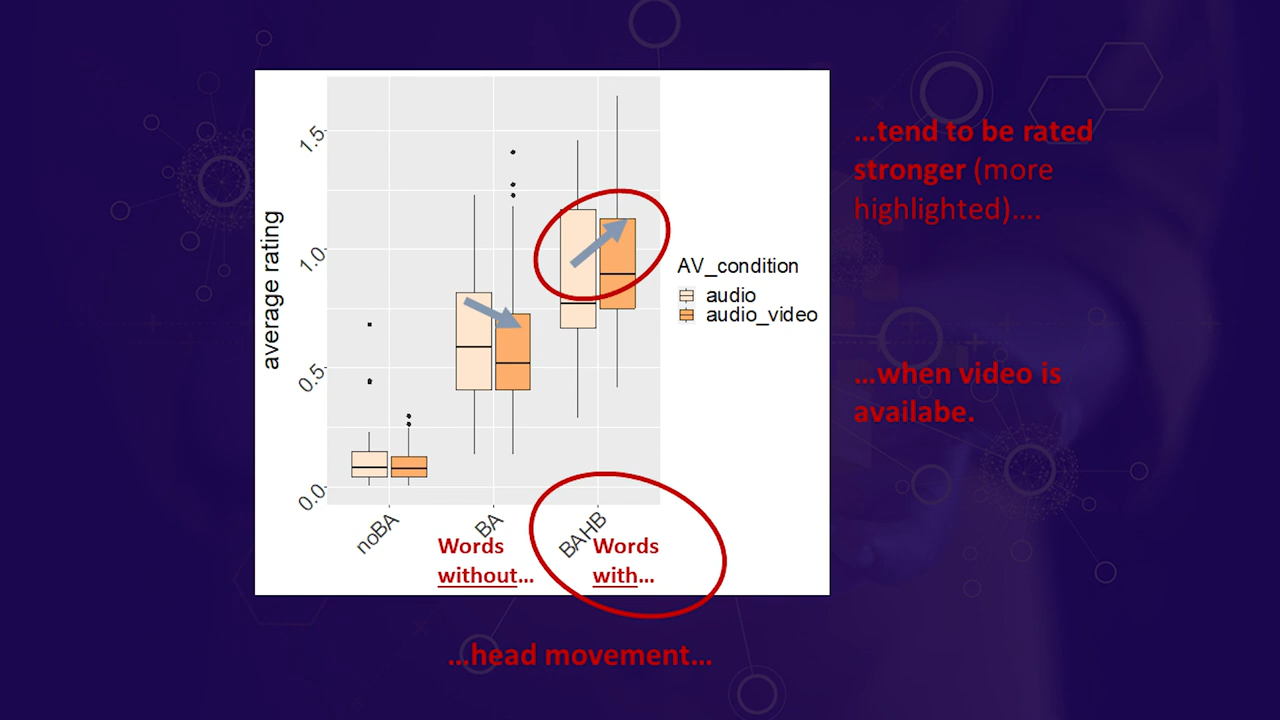 average rating
1.5
1.0
0.5
0.0
noBA
BA
BAHB
AV_condition
audio
audio_video
Words
without...
Words
with...
...head movement...
...tend to be rated
stronger (more
highlighted)....
...when video is
availabe.